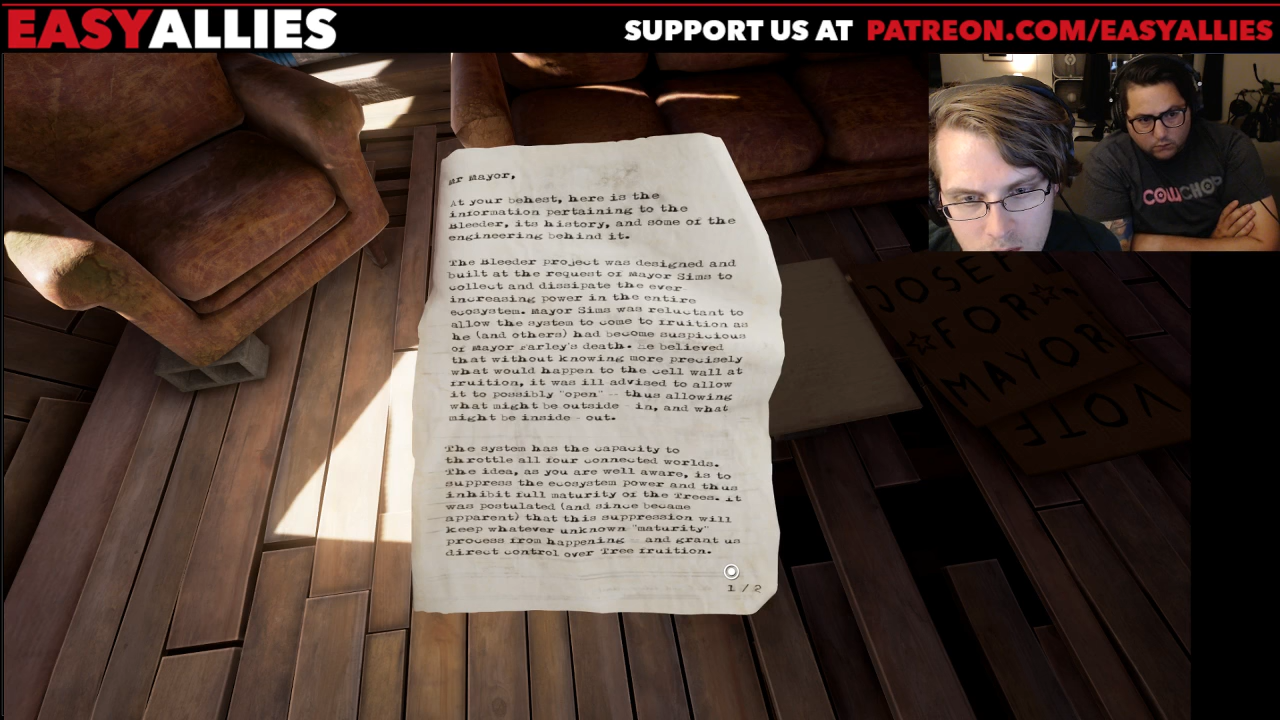 EASYALLIES
SUPPORT US AT PATREON.COM/EASYALLIES
COWCHOP
Mr Mayor,
At your behest, here is the
information pertaining to the
Bleeder, its history, and some of the
engineering behind it.
The Bleeder project was designed and
built at the request of Mayor Sims to
collect and dissipate the ever
increasing power in the entire
ecosystem. Mayor Sims was reluctant to
allow the system to come to fruition as
he (and others) had become suspicious
of Mayor Farley's death. He believed
that without knowing more precisely
what would happen to the cell wall at
fruition, it was ill advised to allow
it to possibly "open" -- thus allowing
what might be outside - in, and what
might be inside - out.
The system has the capacity to
throttle all four connected worlds.
The idea, as you are well aware, is to
suppress the ecosystem power and thus
inhibit full maturity of the Trees. It
was postulated (and since became
apparent) that this suppression will
keep whatever unknown "maturity"
process from happening - and grant us
direct control over Tree fruition.
1/2
JOSEF
☆FOR☆
MAYOR
VOTE